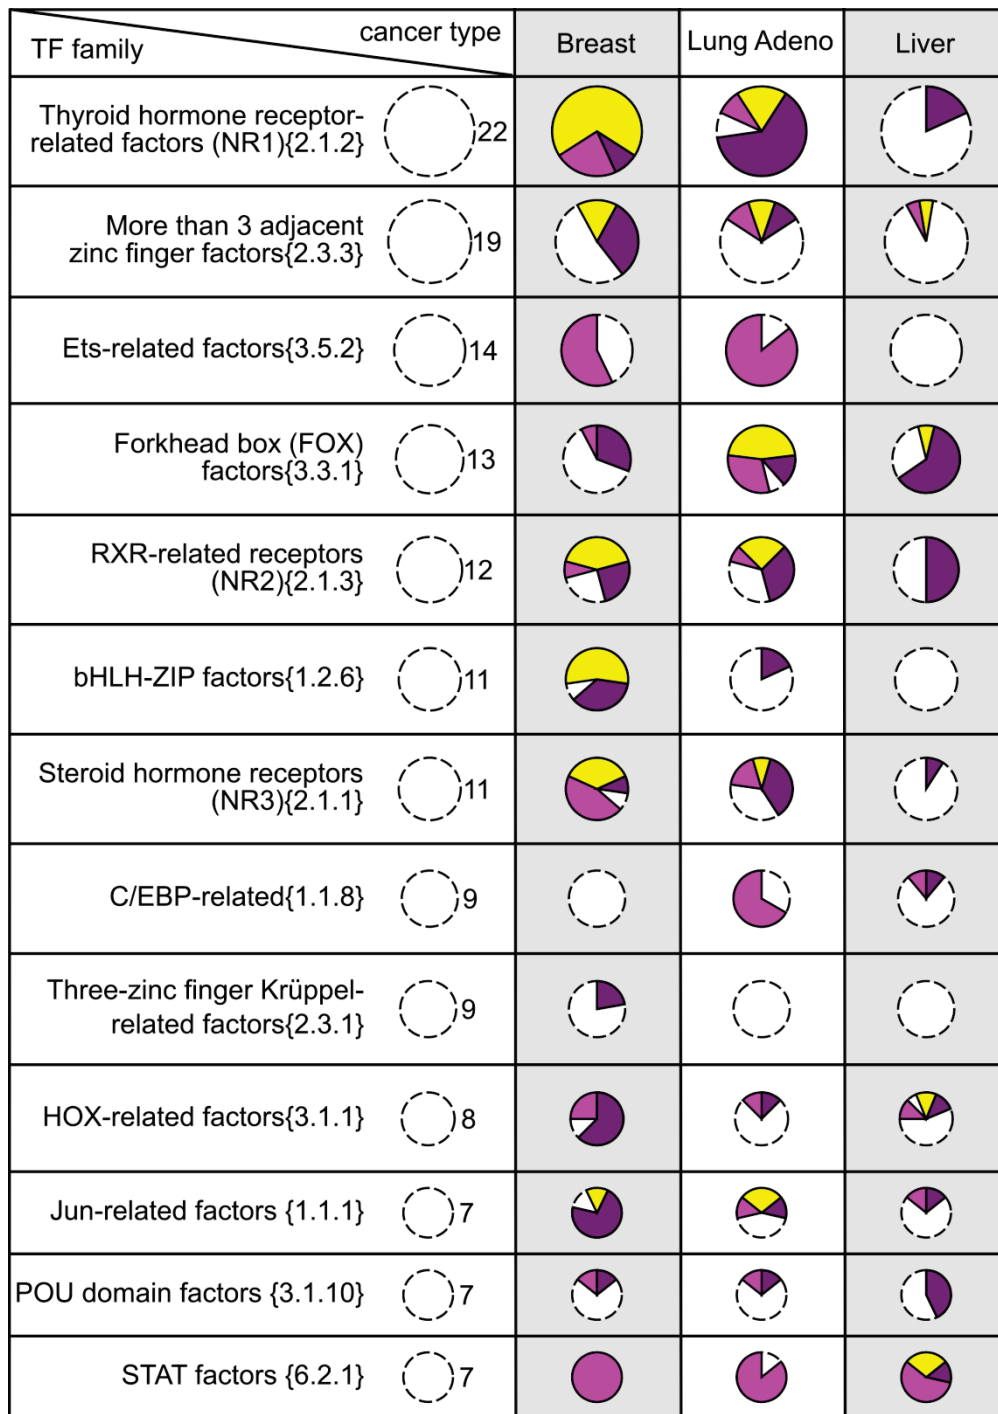 cancer type
TF family
Breast
Lung Adeno
Liver
Thyroid hormone receptor-
related factors (NR1){2.1.2}
22
More than 3 adjacent
zinc finger factors{2.3.3}
19
Ets-related factors{3.5.2}
14
Forkhead box (FOX)
factors{3.3.1}
13
RXR-related receptors
(NR2){2.1.3}
12
bHLH-ZIP factors{1.2.6}
11
Steroid hormone receptors
(NR3){2.1.1}
11
C/EBP-related{1.1.8}
9
Three-zinc finger Krüppel-
related factors{2.3.1}
9
HOX-related factors{3.1.1}
8
Jun-related factors {1.1.1}
7
POU domain factors {3.1.10}
7
STAT factors {6.2.1}
7